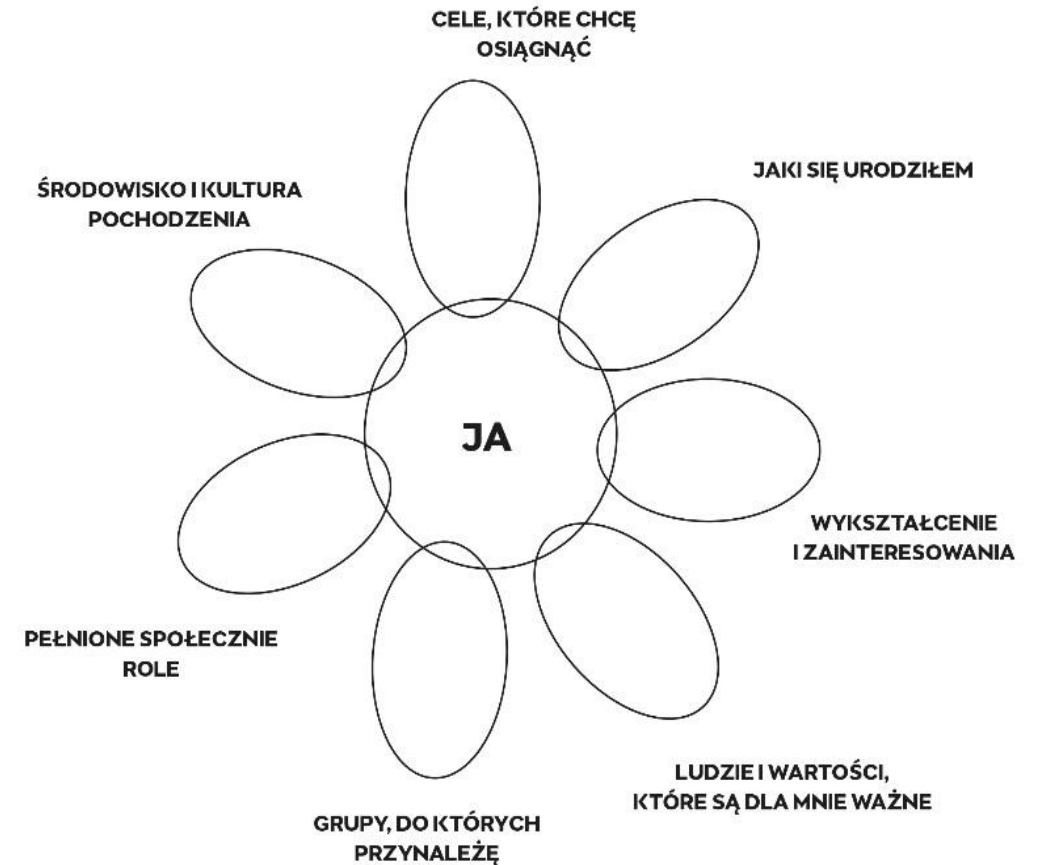 CELE, KTÓRE CHCĘ
OSIĄGNĄĆ
JAKI SIĘ URODZIŁEM
ŚRODOWISKO I KULTURA
POCHODZENIA
JA
WYKSZTAŁCENIE
I ZAINTERESOWANIA
PEŁNIONE SPOŁECZNIE
ROLE
LUDZIE I WARTOŚCI,
KTÓRE SĄ DLA MNIE WAŻNE
GRUPY, DO KTÓRYCH
PRZYNALEŻĘ